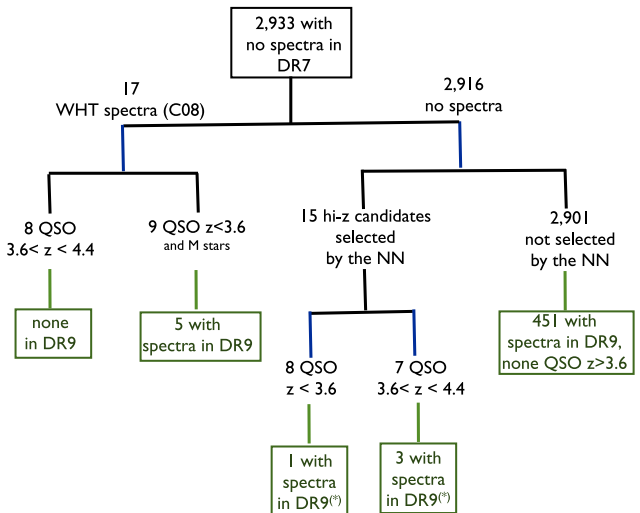 2,933 with
no spectra in
DR7
17
WHT spectra (C08)
2,916
no spectra
8 QSO
3.6< z < 4.4
9 QSO z<3.6
and M stars
15 hi-z candidates
selected
by the NN
2,901
not selected
by the NN
none
in DR9
5 with
spectra in DR9
451 with
spectra in DR9,
none QSO z>3.6
8 QSO
z < 3.6
7 QSO
3.6< z < 4.4
1 with
spectra
in DR9(*)
3 with
spectra
in DR9(*)